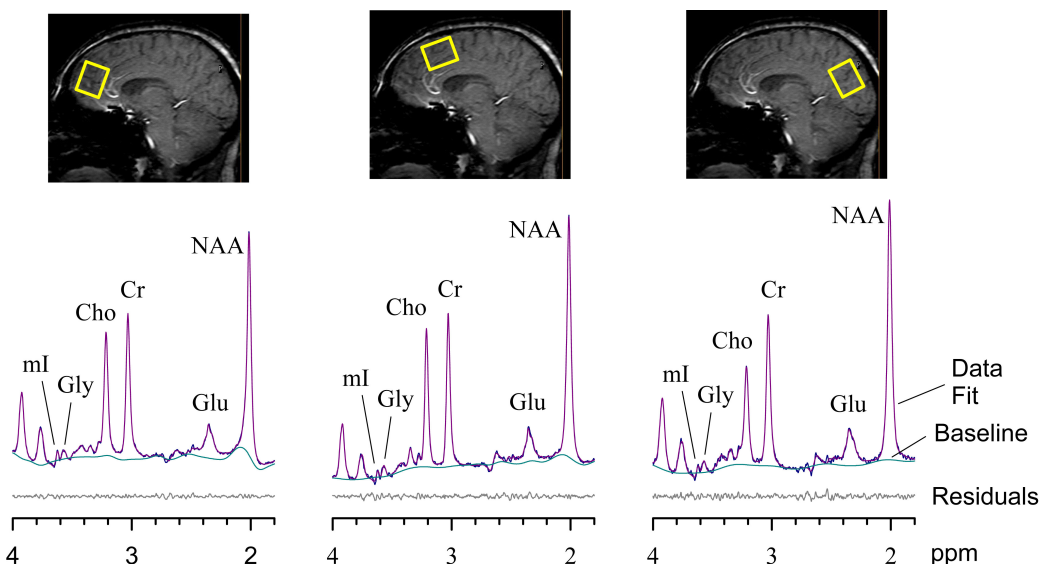 NAA
Cr
Cho
mI
Gly
Glu
4 3 2
NAA
Cr
Cho
mI
Gly
Glu
4 3 2
NAA
Cr
Cho
mI
Gly
Glu
4 3 2 ppm
Data
Fit
Baseline
Residuals